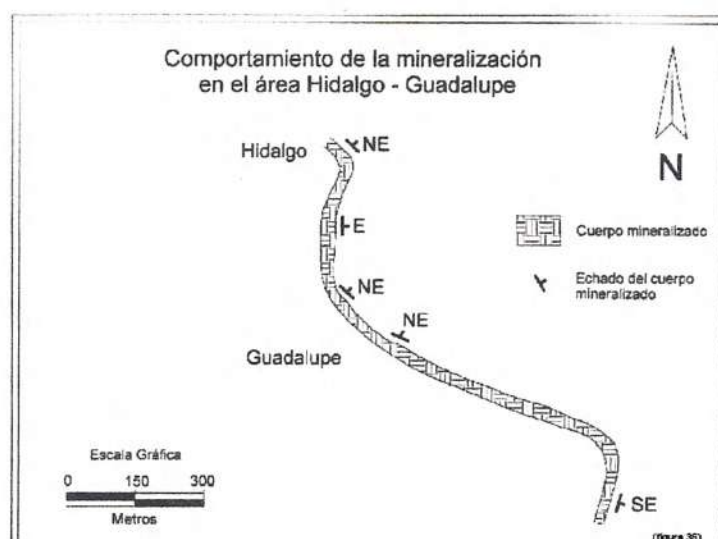 Comportamiento de la mineralización
en el área Hidalgo - Guadalupe
N
Hidalgo
NE
E
NE
NE
Guadalupe
SE
Cuerpo mineralizado
Echado del cuerpo
mineralizado
Escala Gráfica
0 150 300
Metros
(figura 36)